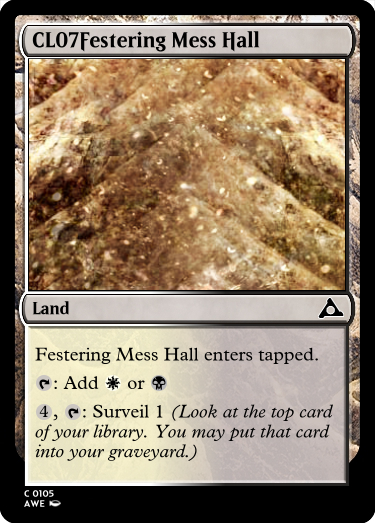 CL07Festering Mess Hall
Land
Festering Mess Hall enters tapped.
: Add or
4, : Surveil 1 (Look at the top card
of your library. You may put that card
into your graveyard.)
C 0105
AWE